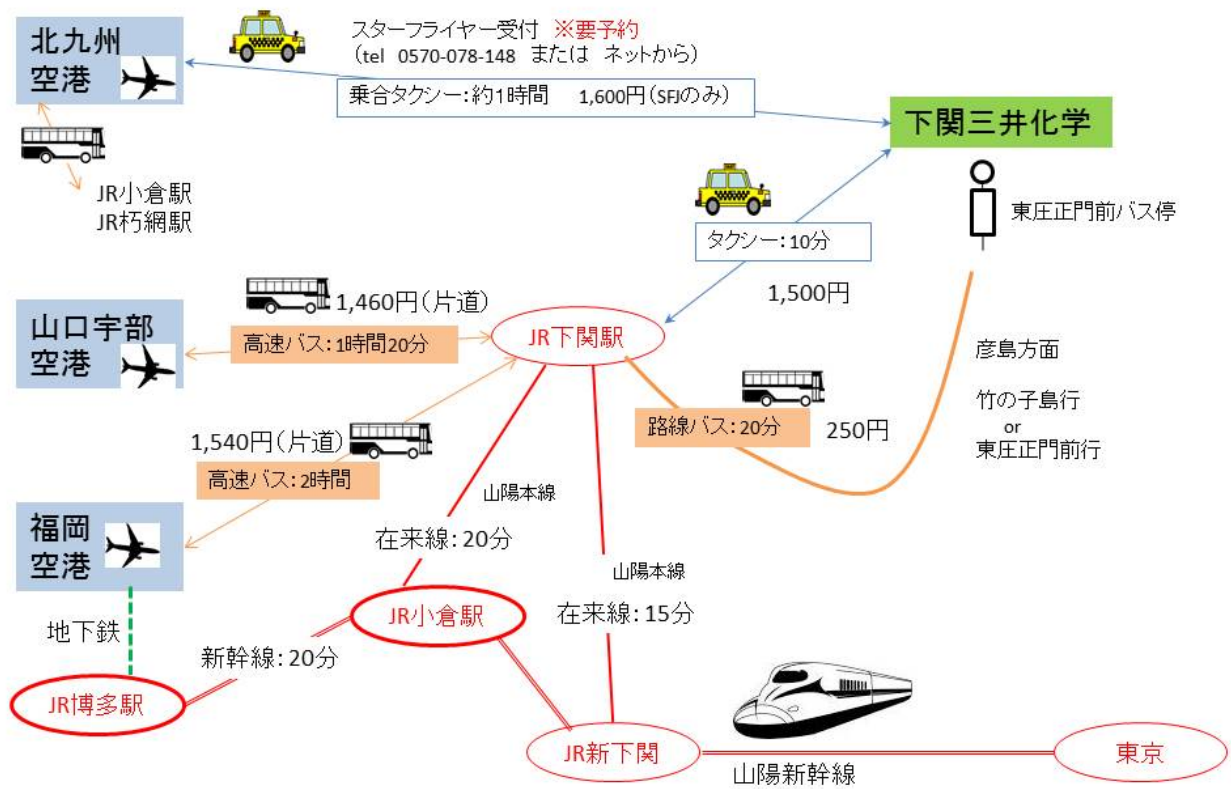 北九州
空港
スターフライヤー受付 ※要予約
(tel 0570-078-148 または ネットから)
乗合タクシー:約1時間 1,600円(SFJのみ)
下関三井化学
JR小倉駅
JR朽網駅
東圧正門前バス停
タクシー:10分
1,500円
1,460円(片道)
高速バス:1時間20分
山口宇部
空港
JR下関駅
彦島方面
竹の子島行
or
東圧正門前行
路線バス:20分
250円
1,540円(片道)
高速バス:2時間
山陽本線
福岡
空港
在来線:20分
山陽本線
JR小倉駅
在来線:15分
地下鉄
新幹線:20分
JR博多駅
JR新下関
東京
山陽新幹線